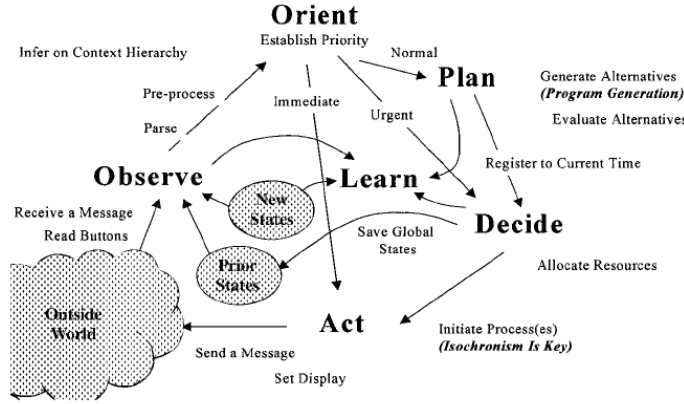 Orient
Establish Priority
Infer on Context Hierarchy
Normal
Plan
Generate Alternatives
(Program Generation)
Evaluate Alternatives
Pre-process
Immediate
Urgent
Parse
Register to Current Time
Observe
Learn
New
States
Receive a Message
Read Buttons
Save Global
States
Decide
Prior
States
Allocate Resources
Outside
World
Act
Initiate Process(es)
(Isochronism Is Key)
Send a Message
Set Display